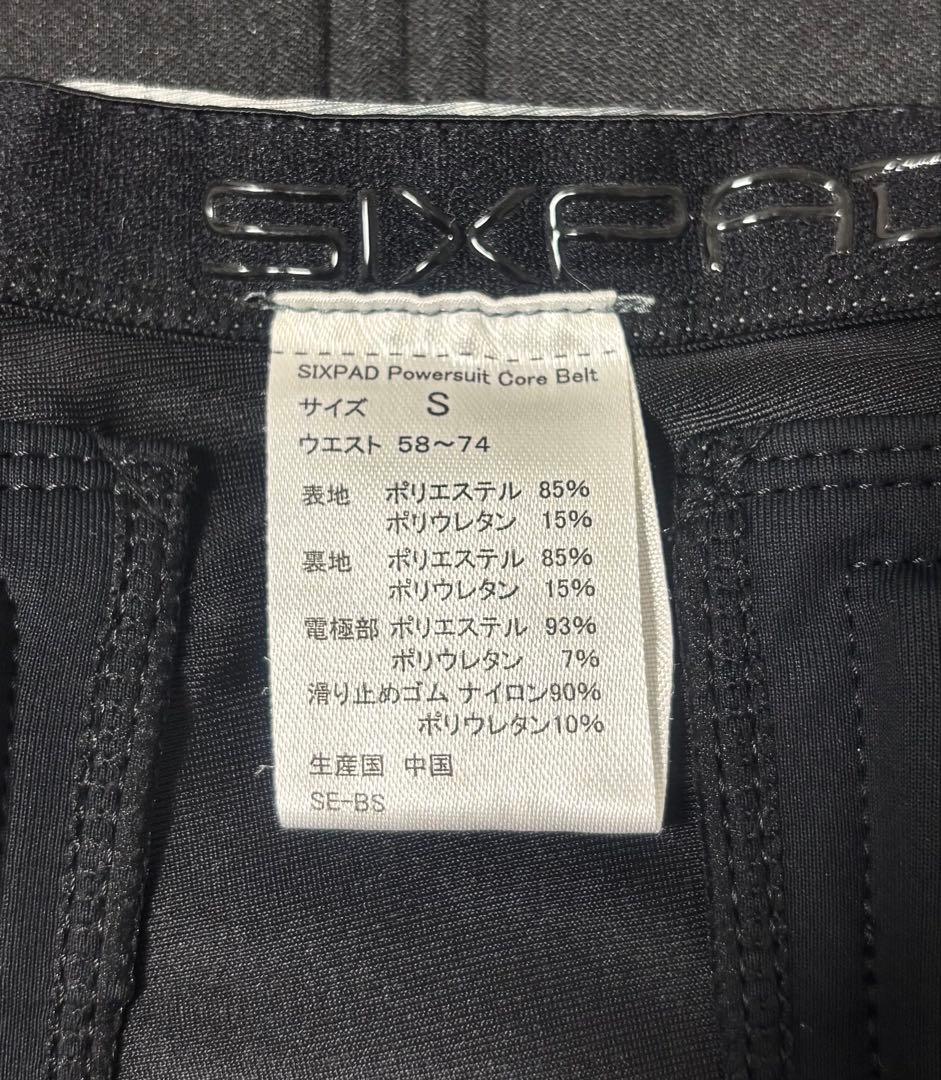 SIXPAD
SIXPAD Powersuit Core Belt
サイズ S
ウエスト 58～74
表地 ポリエステル 85%
ポリウレタン 15%
裏地 ポリエステル 85%
ポリウレタン 15%
電極部 ポリエステル 93%
ポリウレタン 7%
滑り止めゴム ナイロン90%
ポリウレタン10%
生産国 中国
SE-BS